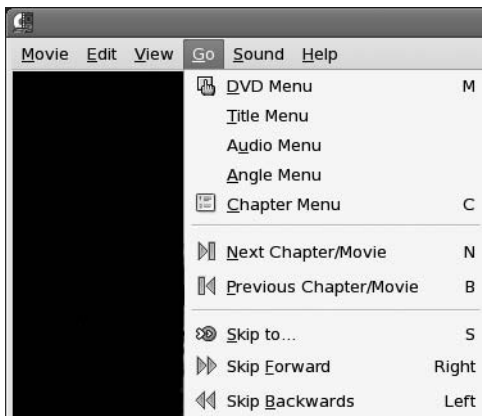 Movie Edit View Go Sound Help
DVD Menu M
Title Menu
Audio Menu
Angle Menu
Chapter Menu C
Next Chapter/Movie N
Previous Chapter/Movie B
Skip to... S
Skip Forward Right
Skip Backwards Left